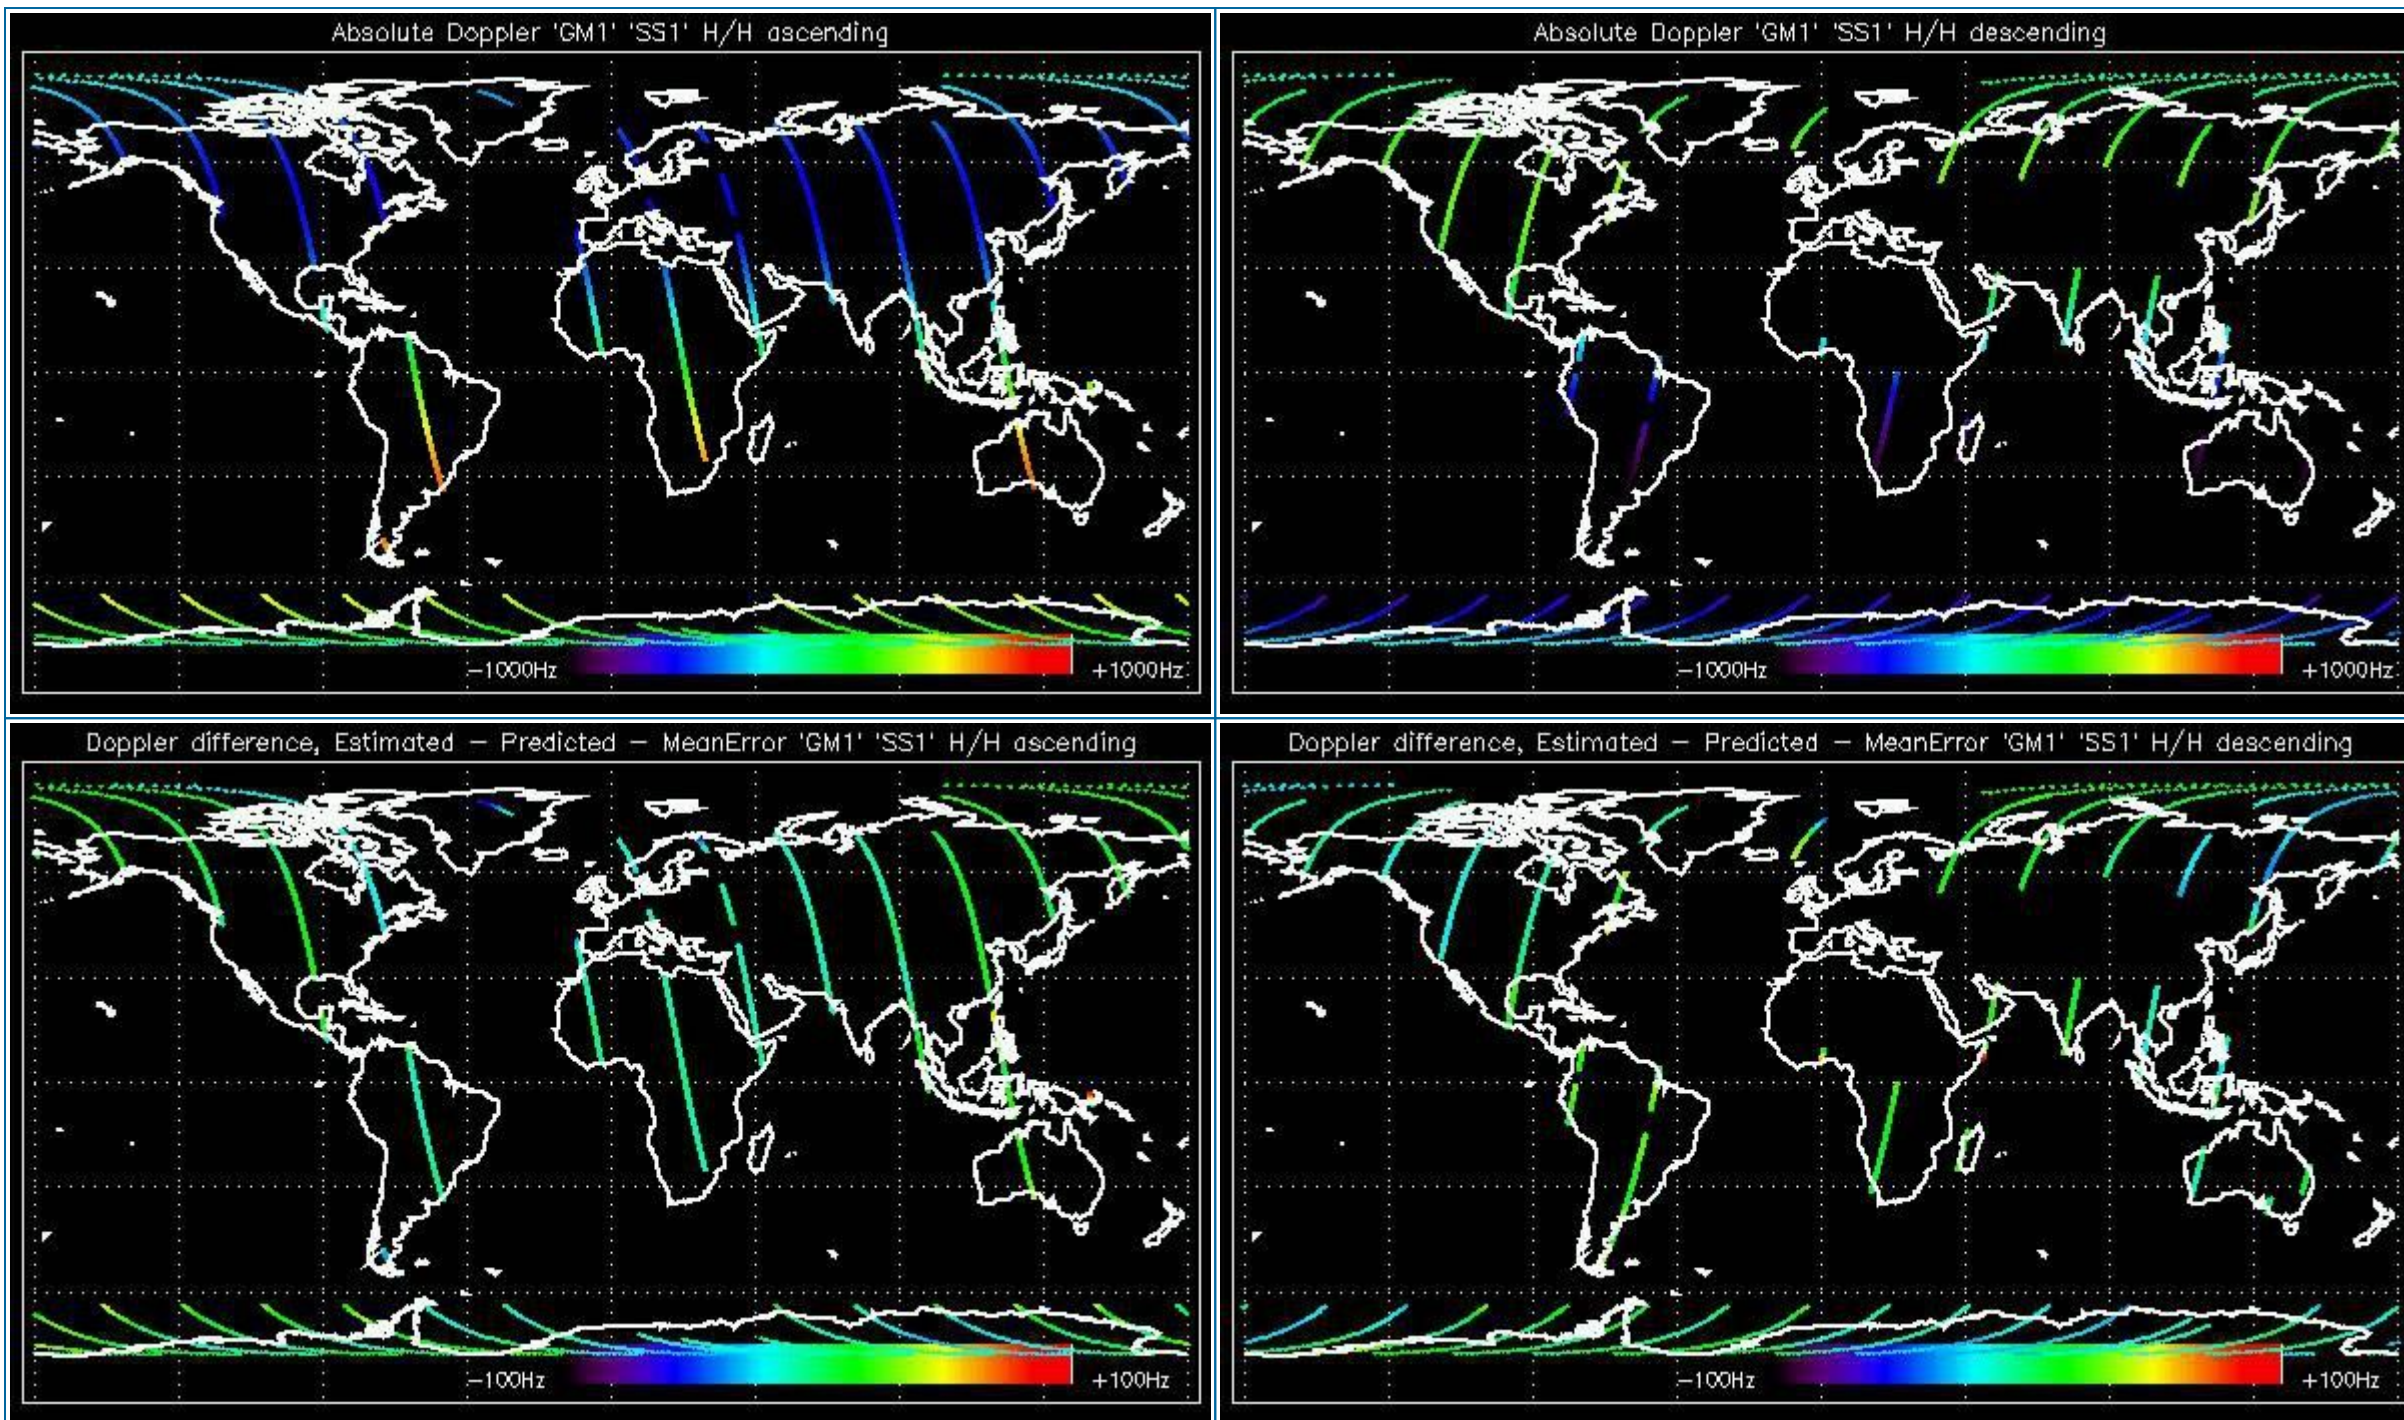 Absolute Doppler 'GM1' 'SS1' H/H ascending
−1000Hz
+1000Hz
Absolute Doppler 'GM1' 'SS1' H/H descending
−1000Hz
+1000Hz
Doppler difference, Estimated − Predicted − MeanError 'GM1' 'SS1' H/H ascending
−100Hz
+100Hz
Doppler difference, Estimated − Predicted − MeanError 'GM1' 'SS1' H/H descending
−100Hz
+100Hz